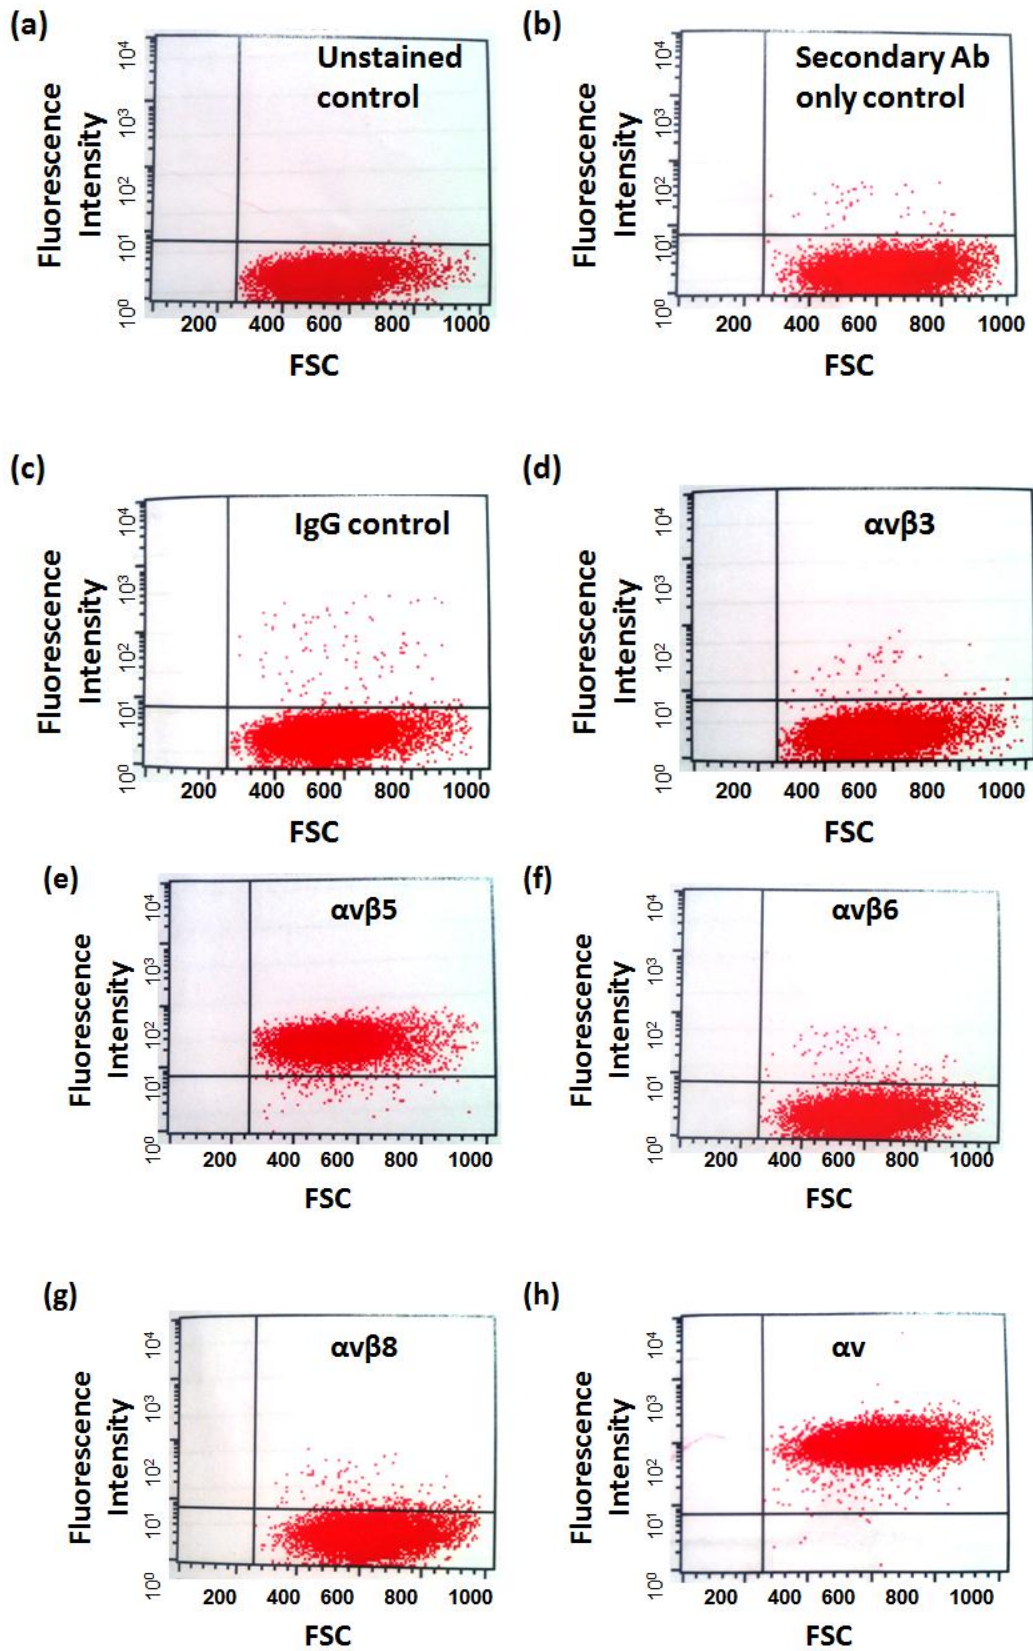 (a)
Unstained
control
Fluorescence
Intensity
10⁴
10³
10²
10¹
10⁰
200 400 600 800 1000
FSC
(b)
Secondary Ab
only control
Fluorescence
Intensity
10⁴
10³
10²
10¹
10⁰
200 400 600 800 1000
FSC
(c)
IgG control
Fluorescence
Intensity
10⁴
10³
10²
10¹
10⁰
200 400 600 800 1000
FSC
(d)
αvβ3
Fluorescence
Intensity
10⁴
10³
10²
10¹
10⁰
200 400 600 800 1000
FSC
(e)
αvβ5
Fluorescence
Intensity
10⁴
10³
10²
10¹
10⁰
200 400 600 800 1000
FSC
(f)
αvβ6
Fluorescence
Intensity
10⁴
10³
10²
10¹
10⁰
200 400 600 800 1000
FSC
(g)
αvβ8
Fluorescence
Intensity
10⁴
10³
10²
10¹
10⁰
200 400 600 800 1000
FSC
(h)
αv
Fluorescence
Intensity
10⁴
10³
10²
10¹
10⁰
200 400 600 800 1000
FSC